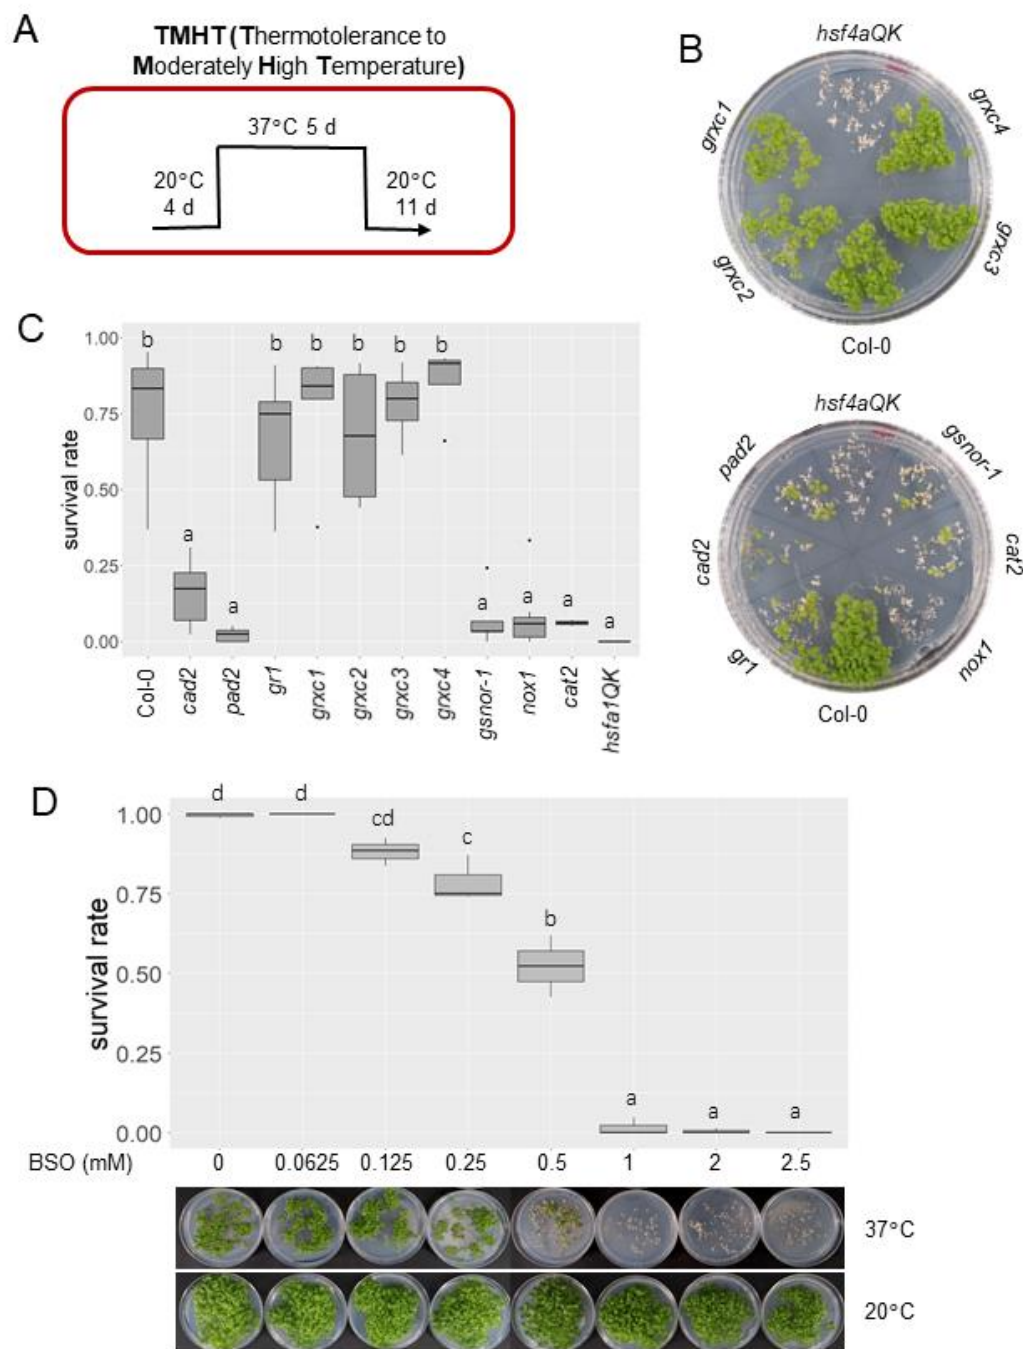 A
TMHT (Thermotolerance to
Moderately High Temperature)
37°C 5 d
20°C
4 d
20°C
11 d
B
hsf4aQK
grxc1
grxc4
grxc2
grxc3
Col-0
hsf4aQK
pad2
gsnor-1
cad2
cat2
gr1
nox1
Col-0
C
survival rate
1.00
0.75
0.50
0.25
0.00
b
a
a
b
b
b
b
b
a
a
a
a
Col-0
cad2
pad2
gr1
grxc1
grxc2
grxc3
grxc4
gsnor-1
nox1
cat2
hsfa1QK
D
survival rate
1.00
0.75
0.50
0.25
0.00
d
d
cd
c
b
a
a
a
BSO (mM) 0 0.0625 0.125 0.25 0.5 1 2 2.5
37°C
20°C